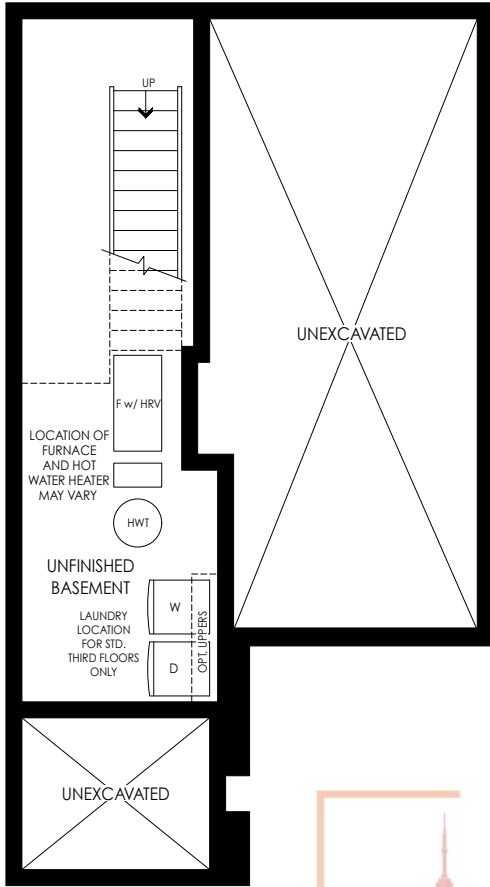 UP
UNEXCAVATED
F w/ HRV
LOCATION OF
FURNACE
AND HOT
WATER HEATER
MAY VARY
HWT
UNFINISHED
BASEMENT
W
LAUNDRY
LOCATION
FOR STD.
THIRD FLOORS
ONLY
OPT. UPPERS
D
UNEXCAVATED